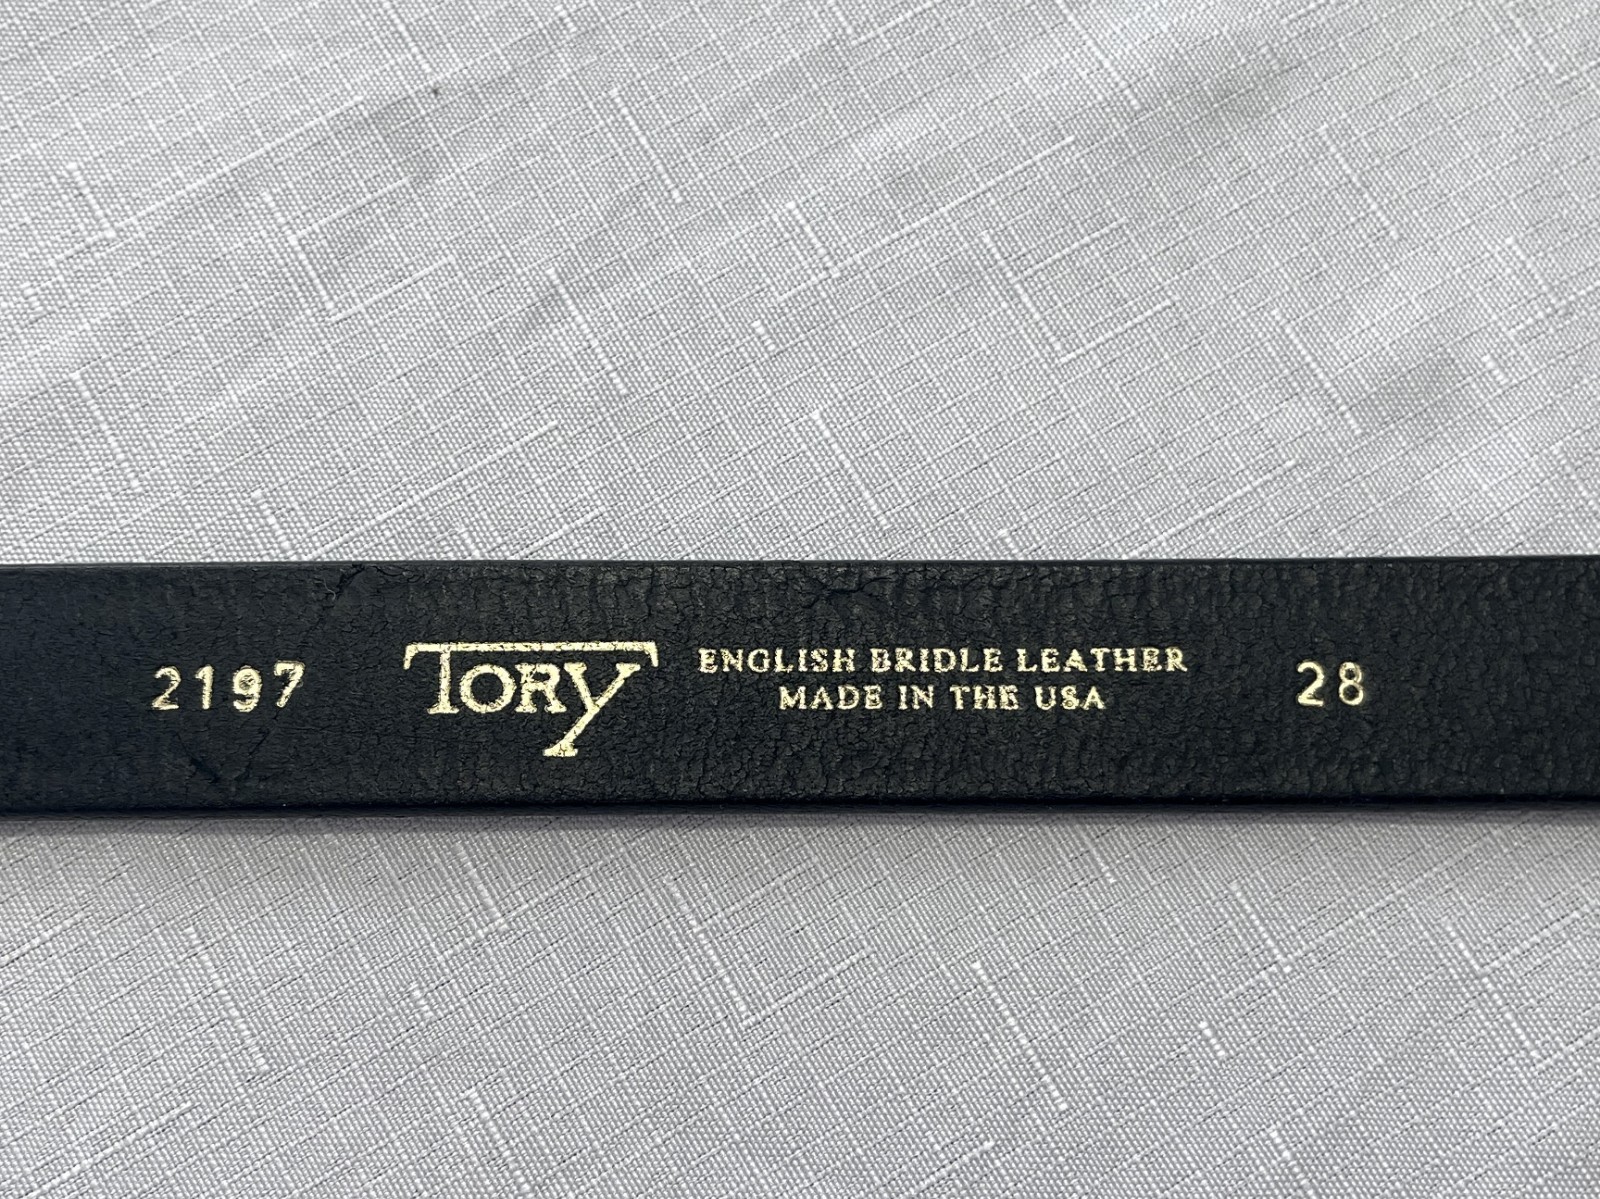 2197 TORY ENGLISH BRIDLE LEATHER 28
MADE IN THE USA